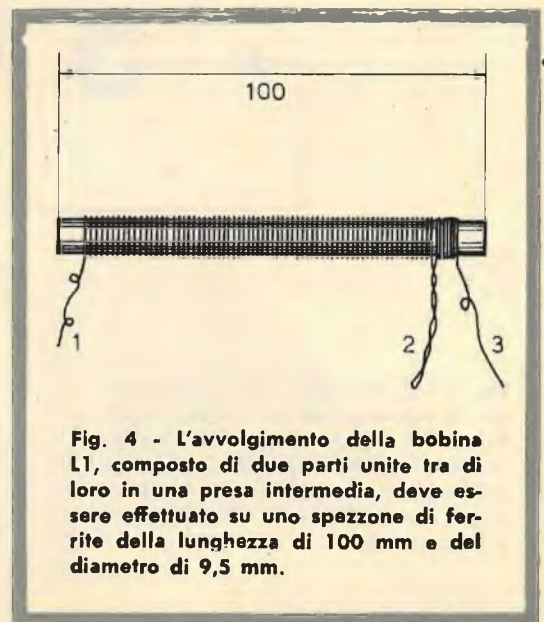 100
1
2
3
Fig. 4 - L'avvolgimento della bobina
L1, composto di due parti unite tra di
loro in una presa intermedia, deve es-
sere effettuato su uno spezzone di fer-
rite della lunghezza di 100 mm e del
diametro di 9,5 mm.